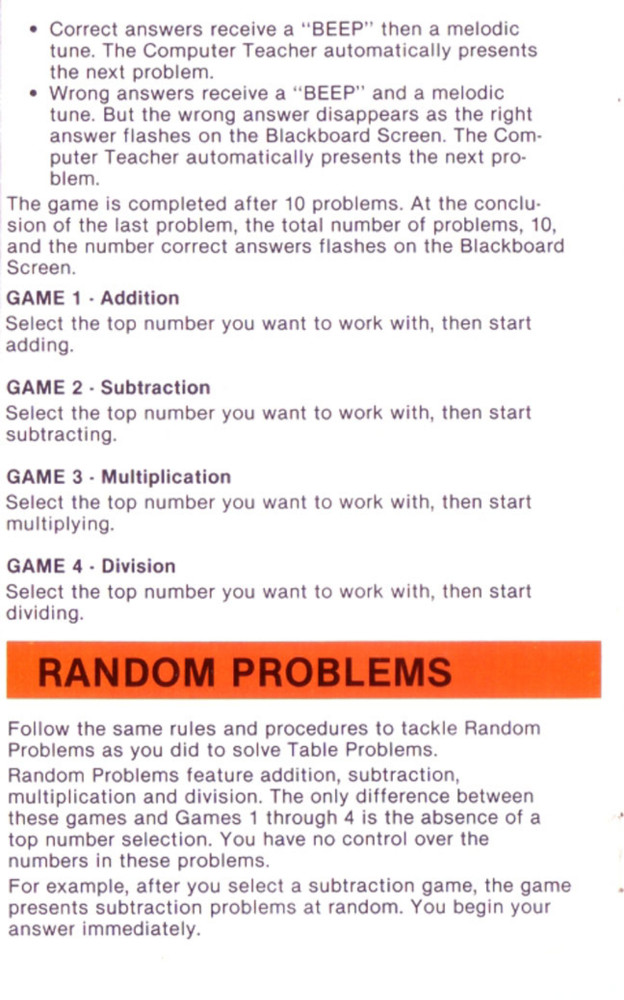 • Correct answers receive a "BEEP" then a melodic
tune. The Computer Teacher automatically presents
the next problem.
• Wrong answers receive a "BEEP" and a melodic
tune. But the wrong answer disappears as the right
answer flashes on the Blackboard Screen. The Com-
puter Teacher automatically presents the next pro-
blem.
The game is completed after 10 problems. At the conclu-
sion of the last problem, the total number of problems, 10,
and the number correct answers flashes on the Blackboard
Screen.
GAME 1 - Addition
Select the top number you want to work with, then start
adding.
GAME 2 - Subtraction
Select the top number you want to work with, then start
subtracting.
GAME 3 - Multiplication
Select the top number you want to work with, then start
multiplying.
GAME 4 - Division
Select the top number you want to work with, then start
dividing.
RANDOM PROBLEMS
Follow the same rules and procedures to tackle Random
Problems as you did to solve Table Problems.
Random Problems feature addition, subtraction,
multiplication and division. The only difference between
these games and Games 1 through 4 is the absence of a
top number selection. You have no control over the
numbers in these problems.
For example, after you select a subtraction game, the game
presents subtraction problems at random. You begin your
answer immediately.